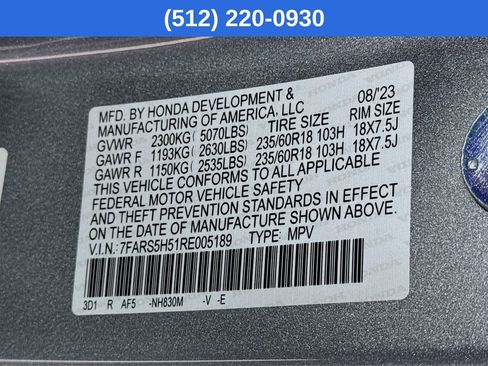 (512) 220-0930
MFD. BY HONDA DEVELOPMENT & 08/23
MANUFACTURING OF AMERICA, LLC
GVWR 2300KG ( 5070LBS) TIRE SIZE RIM SIZE
GAWR F 1193KG ( 2630LBS) 235/60R18 103H 18X7.5J
GAWR R 1150KG ( 2535LBS) 235/60R18 103H 18X7.5J
THIS VEHICLE CONFORMS TO ALL APPLICABLE
FEDERAL MOTOR VEHICLE SAFETY
AND THEFT PREVENTION STANDARDS IN EFFECT
ON THE DATE OF MANUFACTURE SHOWN ABOVE.
V.I.N.: 7FARS5H51RE005189 TYPE: MPV
3D1 R AF5 -NH830M -V -E